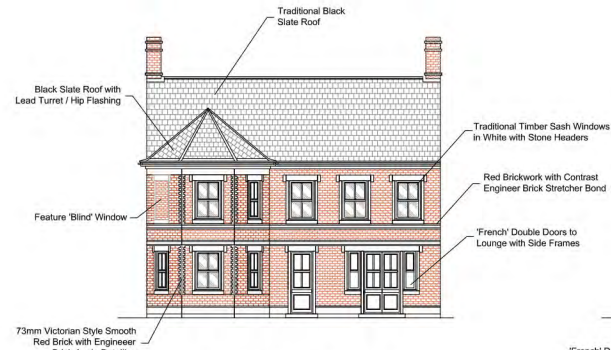 Traditional Black
Slate Roof
Black Slate Roof with
Lead Turret / Hip Flashing
Traditional Timber Sash Windows
in White with Stone Headers
Red Brickwork with Contrast
Engineer Brick Stretcher Bond
Feature 'Blind' Window
'French' Double Doors to
Lounge with Side Frames
73mm Victorian Style Smooth
Red Brick with Engineeer
'French' D